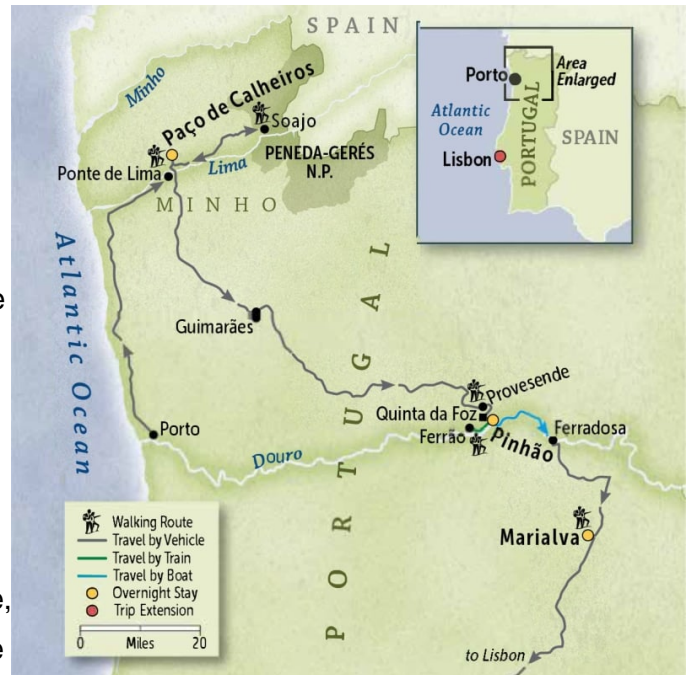 SPAIN
Minho
Paço de Calheiros
Soajo
PENEDA-GERÉS
N.P.
Ponte de Lima
Lima
MINHO
Atlantic Ocean
PORTUGAL
Guimarães
Porto
Douro
Provesende
Quinta da Foz
Ferrão
Pinhão
Ferradosa
Marialva
to Lisbon
Area
Enlarged
Porto
Atlantic
Ocean
PORTUGAL
SPAIN
Lisbon
Walking Route
Travel by Vehicle
Travel by Train
Travel by Boat
Overnight Stay
Trip Extension
0 Miles 20
e
e,
e